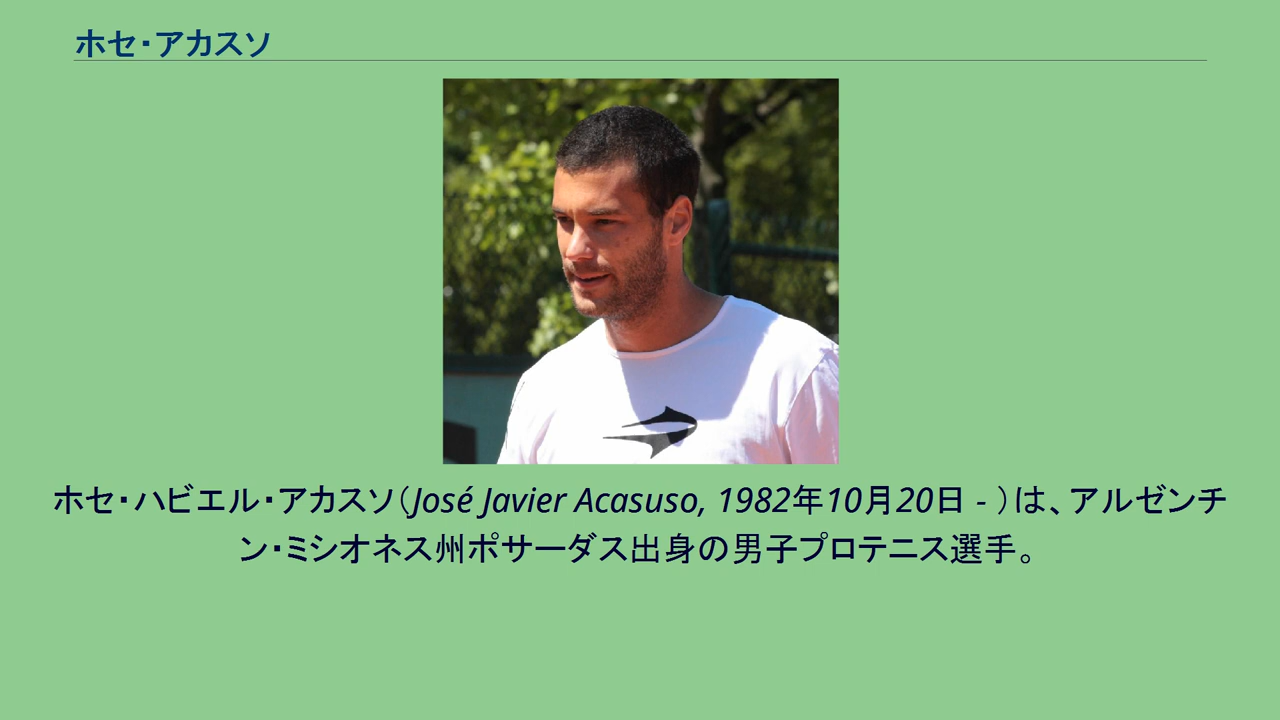 ホセ・アカスソ
ホセ・ハビエル・アカスソ（José Javier Acasuso, 1982年10月20日 - ）は、アルゼンチ
ン・ミシオネス州ポサーダス出身の男子プロテニス選手。